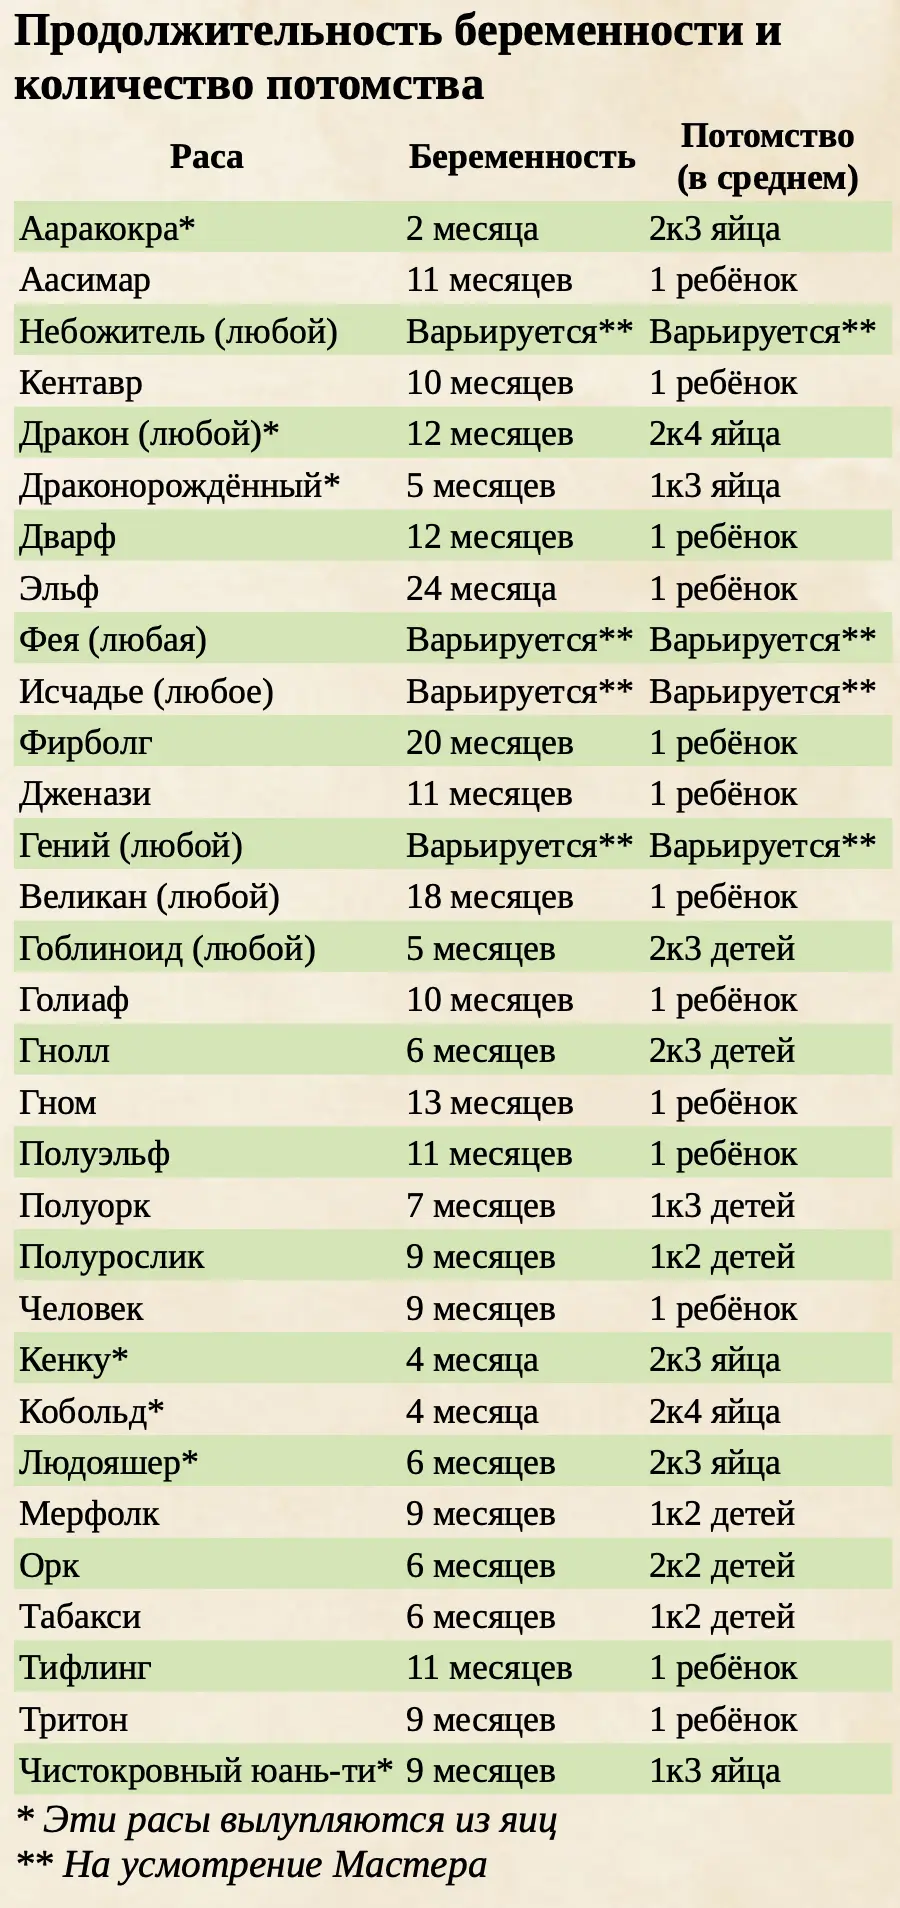 Продолжительность беременности и
количество потомства
Раса Беременность Потомство
(в среднем)
Ааракокра* 2 месяца 2к3 яйца
Аасимар 11 месяцев 1 ребёнок
Небожитель (любой) Варьируется** Варьируется**
Кентавр 10 месяцев 1 ребёнок
Дракон (любой)* 12 месяцев 2к4 яйца
Драконорождённый* 5 месяцев 1к3 яйца
Дварф 12 месяцев 1 ребёнок
Эльф 24 месяца 1 ребёнок
Фея (любая) Варьируется** Варьируется**
Исчадье (любое) Варьируется** Варьируется**
Фирболг 20 месяцев 1 ребёнок
Дженази 11 месяцев 1 ребёнок
Гений (любой) Варьируется** Варьируется**
Великан (любой) 18 месяцев 1 ребёнок
Гоблиноид (любой) 5 месяцев 2к3 детей
Голиаф 10 месяцев 1 ребёнок
Гнолл 6 месяцев 2к3 детей
Гном 13 месяцев 1 ребёнок
Полуэльф 11 месяцев 1 ребёнок
Полуорк 7 месяцев 1к3 детей
Полурослик 9 месяцев 1к2 детей
Человек 9 месяцев 1 ребёнок
Кенку* 4 месяца 2к3 яйца
Кобольд* 4 месяца 2к4 яйца
Людояшер* 6 месяцев 2к3 яйца
Мерфолк 9 месяцев 1к2 детей
Орк 6 месяцев 2к2 детей
Табакси 6 месяцев 1к2 детей
Тифлинг 11 месяцев 1 ребёнок
Тритон 9 месяцев 1 ребёнок
Чистокровный юань-ти* 9 месяцев 1к3 яйца
* Эти расы вылупляются из яиц
** На усмотрение Мастера